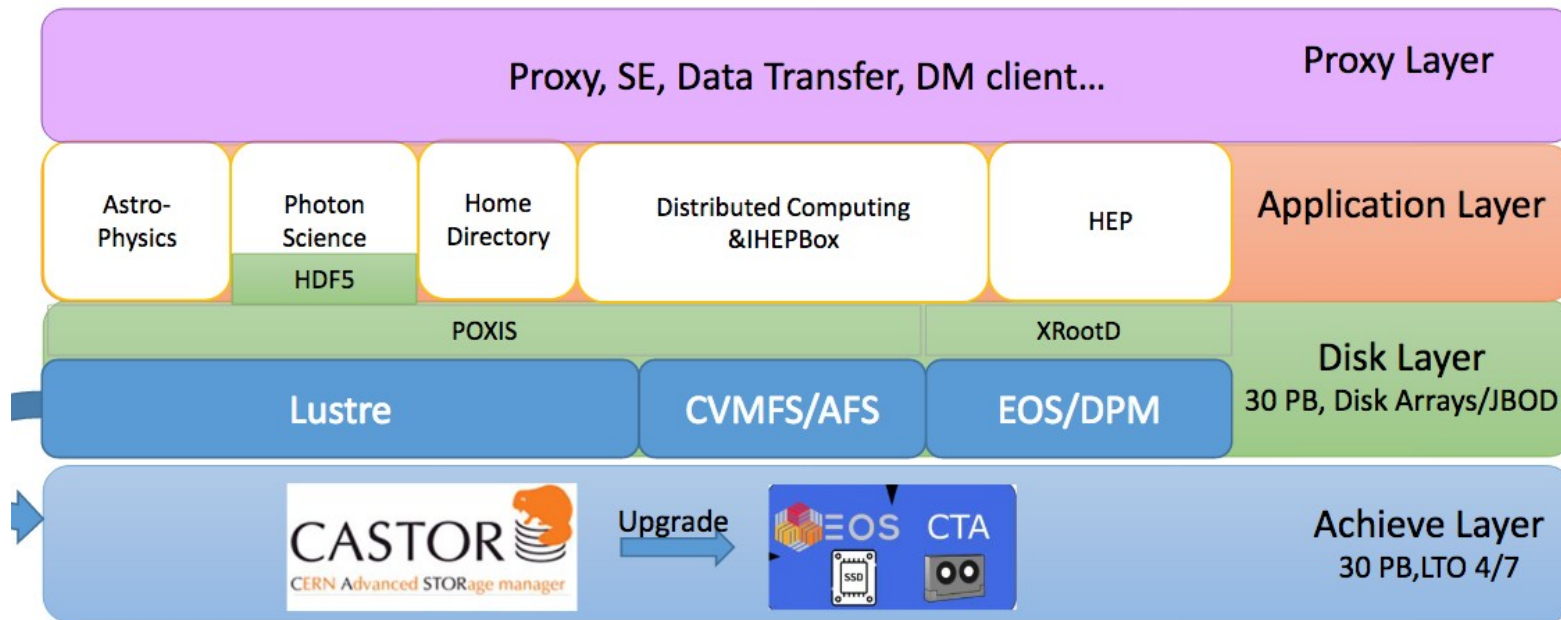 Proxy, SE, Data Transfer, DM client...
Proxy Layer
Astro-
Physics
Photon
Science
HDF5
Home
Directory
Distributed Computing
&IHEPBox
HEP
Application Layer
POXIS
XRootD
Lustre
CVMFS/AFS
EOS/DPM
Disk Layer
30 PB, Disk Arrays/JBOD
CASTOR
CERN Advanced STORage manager
Upgrade
EOS
CTA
SSD
Achieve Layer
30 PB,LTO 4/7